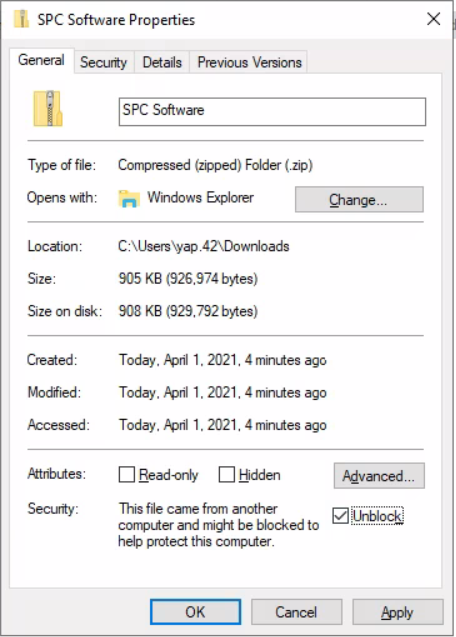 SPC Software Properties
General Security Details Previous Versions
SPC Software
Type of file: Compressed (zipped) Folder (.zip)
Opens with: Windows Explorer Change...
Location: C:\Users\yap.42\Downloads
Size: 905 KB (926,974 bytes)
Size on disk: 908 KB (929,792 bytes)
Created: Today, April 1, 2021, 4 minutes ago
Modified: Today, April 1, 2021, 4 minutes ago
Accessed: Today, April 1, 2021, 4 minutes ago
Attributes: Read-only Hidden Advanced...
Security: This file came from another
computer and might be blocked to Unblock
help protect this computer.
OK Cancel Apply